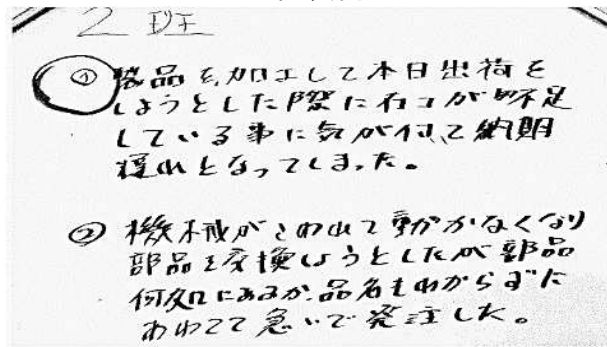 2 班
① 製品を加工して本日出荷を
しようとした際に石コが不足
している事に気が付いて納期
遅れとなってしまった。
② 機械がこわれて動かなくなり
部品を交換しようとしたが部品
何処にあるか、品名もわからずに
あわてて急いで発注した。